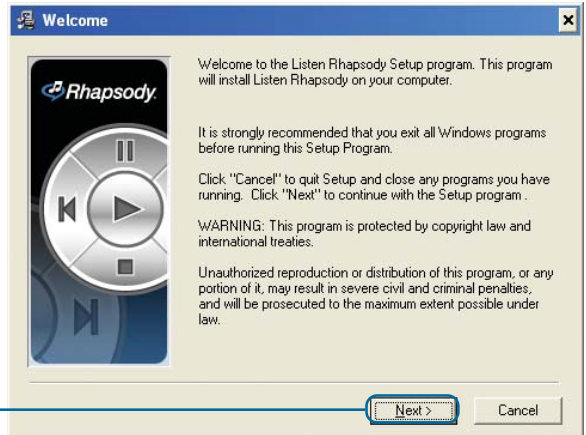 Welcome
Rhapsody.
Welcome to the Listen Rhapsody Setup program. This program
will install Listen Rhapsody on your computer.
It is strongly recommended that you exit all Windows programs
before running this Setup Program.
Click "Cancel" to quit Setup and close any programs you have
running. Click "Next" to continue with the Setup program .
WARNING: This program is protected by copyright law and
international treaties.
Unauthorized reproduction or distribution of this program, or any
portion of it, may result in severe civil and criminal penalties,
and will be prosecuted to the maximum extent possible under
law.
Next >
Cancel